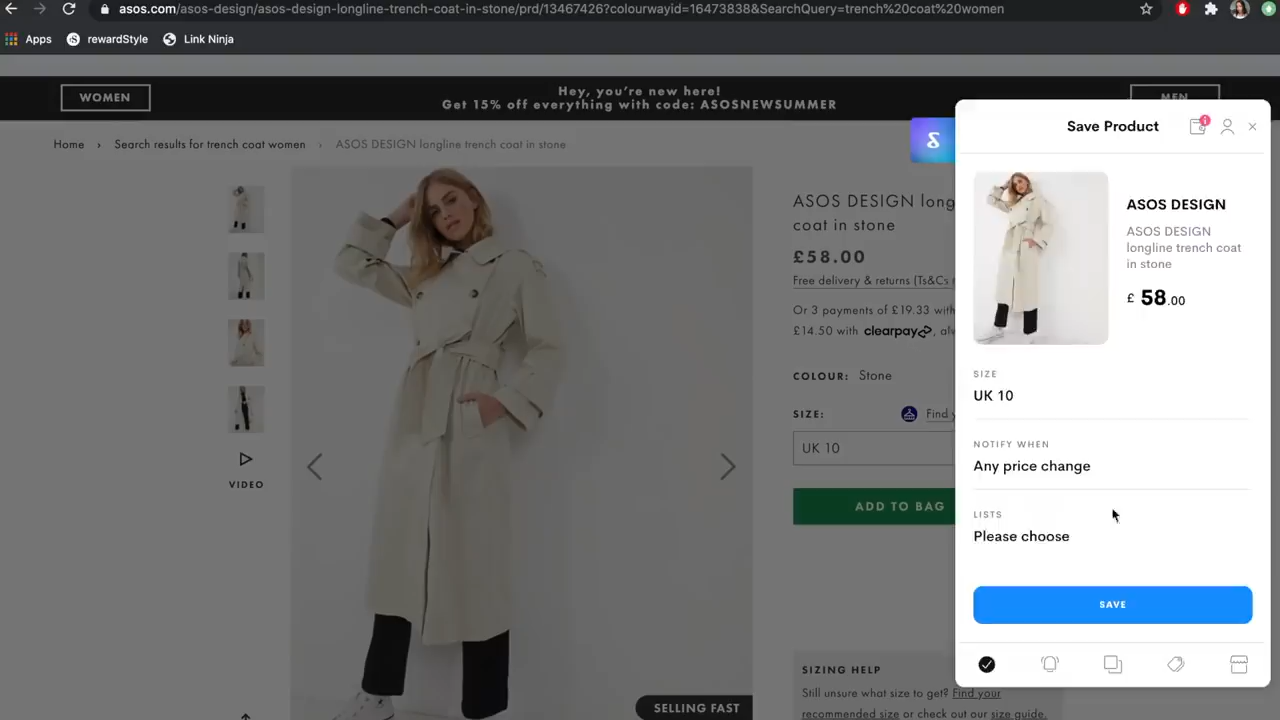 asos.com/asos-design/asos-design-longline-trench-coat-in-stone/prd/13467426?colourwayid=16473838&SearchQuery=trench%20coat%20women
Apps
rewardStyle
Link Ninja
WOMEN
Hey, you're new here!
Get 15% off everything with code: ASOSNEWSUMMER
MEN
Home › Search results for trench coat women › ASOS DESIGN longline trench coat in stone
VIDEO
SELLING FAST
ASOS DESIGN
coat in stone
£58.00
Free delivery & returns (Ts&Cs
Or 3 payments of £19.33 with
£14.50 with clearpay,
COLOUR: Stone
SIZE:
Find
UK 10
ADD TO BAG
SIZING HELP
Still unsure what size to get? Find your
recommended size or check out our size guide.
Save Product
1
ASOS DESIGN
ASOS DESIGN
longline trench coat
in stone
£ 58.00
SIZE
UK 10
NOTIFY WHEN
Any price change
LISTS
Please choose
SAVE